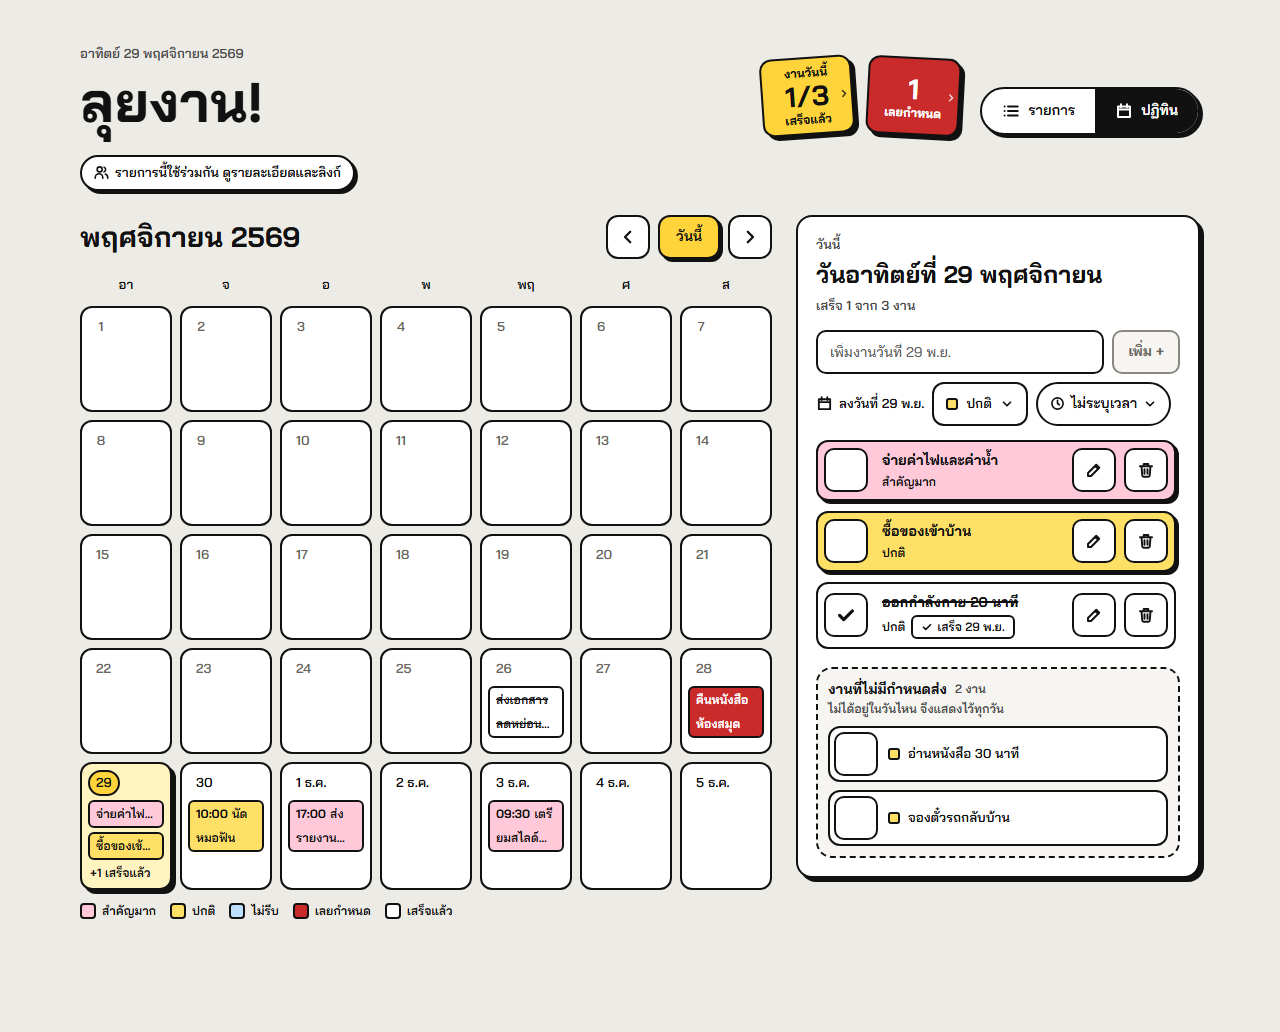 อาทิตย์ 29 พฤศจิกายน 2569
ลุยงาน!
รายการนี้ใช้ร่วมกัน ดูรายละเอียดและลิงก์
งานวันนี้
1/3
เสร็จแล้ว
1
เลยกำหนด
รายการ
ปฏิทิน
พฤศจิกายน 2569
วันนี้
อา จ อ พ พฤ ศ ส
1 2 3 4 5 6 7
8 9 10 11 12 13 14
15 16 17 18 19 20 21
22 23 24 25 26 27 28
ส่งเอกสาร
ลดหย่อน...
คืนหนังสือ
ห้องสมุด
29 30 1 ธ.ค. 2 ธ.ค. 3 ธ.ค. 4 ธ.ค. 5 ธ.ค.
จ่ายค่าไฟ...
ซื้อของเข้...
+1 เสร็จแล้ว
10:00 นัด
หมอฟัน
17:00 ส่ง
รายงาน...
09:30 เตรี
ยมสไลด์...
สำคัญมาก
ปกติ
ไม่รีบ
เลยกำหนด
เสร็จแล้ว
วันนี้
วันอาทิตย์ที่ 29 พฤศจิกายน
เสร็จ 1 จาก 3 งาน
เพิ่มงานวันที่ 29 พ.ย.
เพิ่ม +
ลงวันที่ 29 พ.ย.
ปกติ
ไม่ระบุเวลา
จ่ายค่าไฟและค่าน้ำ
สำคัญมาก
ซื้อของเข้าบ้าน
ปกติ
ออกกำลังกาย 20 นาที
ปกติ
เสร็จ 29 พ.ย.
งานที่ไม่มีกำหนดส่ง 2 งาน
ไม่ได้อยู่ในวันไหน จึงแสดงไว้ทุกวัน
อ่านหนังสือ 30 นาที
จองตั๋วรถกลับบ้าน